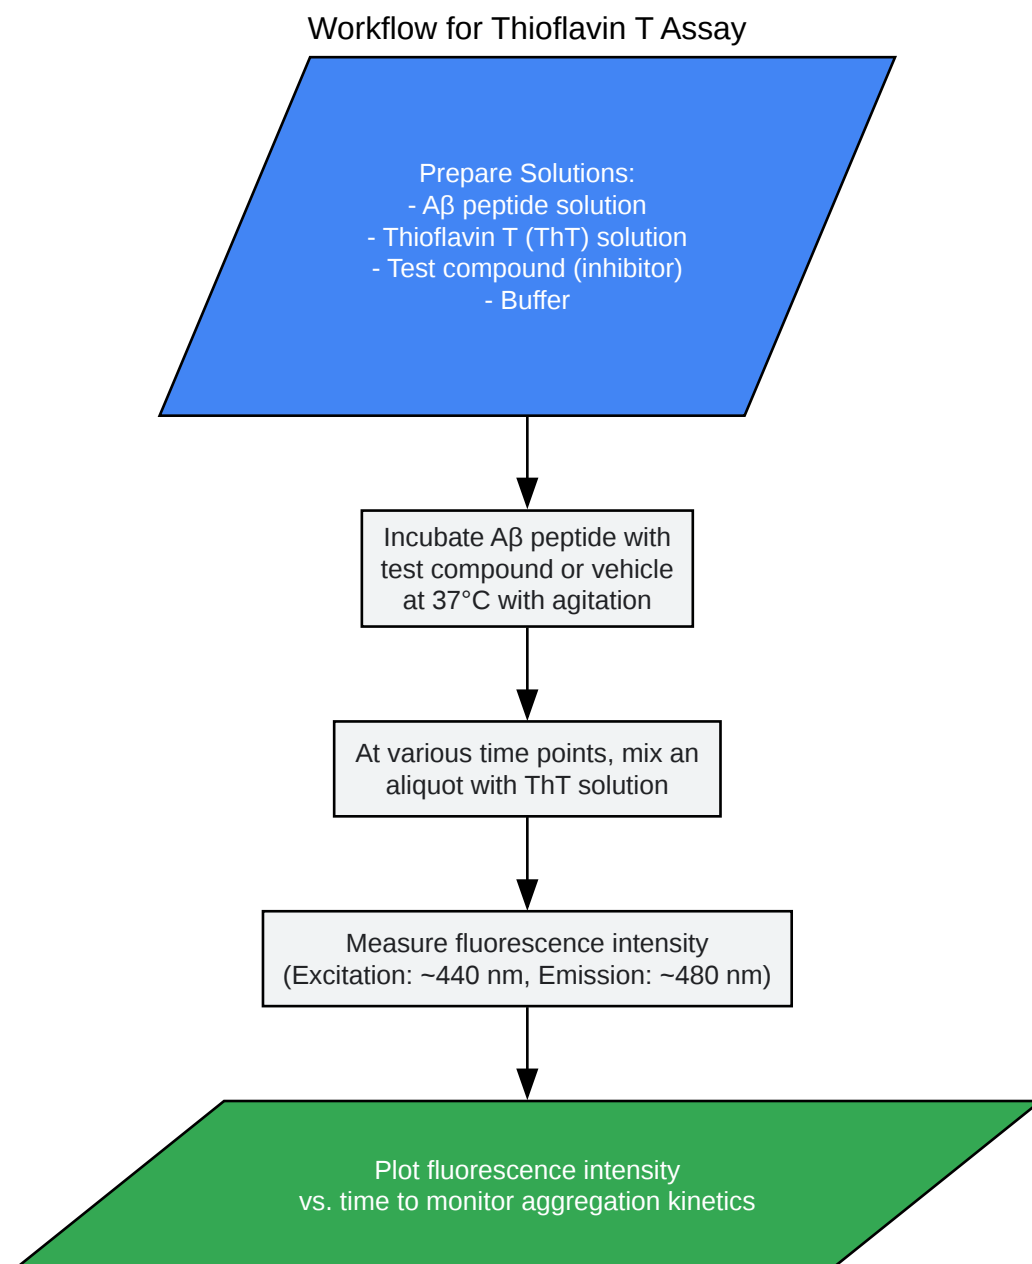 Workflow for Thioflavin T Assay
Prepare Solutions:
- Aβ peptide solution
- Thioflavin T (ThT) solution
- Test compound (inhibitor)
- Buffer
Incubate Aβ peptide with
test compound or vehicle
at 37°C with agitation
At various time points, mix an
aliquot with ThT solution
Measure fluorescence intensity
(Excitation: ~440 nm, Emission: ~480 nm)
Plot fluorescence intensity
vs. time to monitor aggregation kinetics